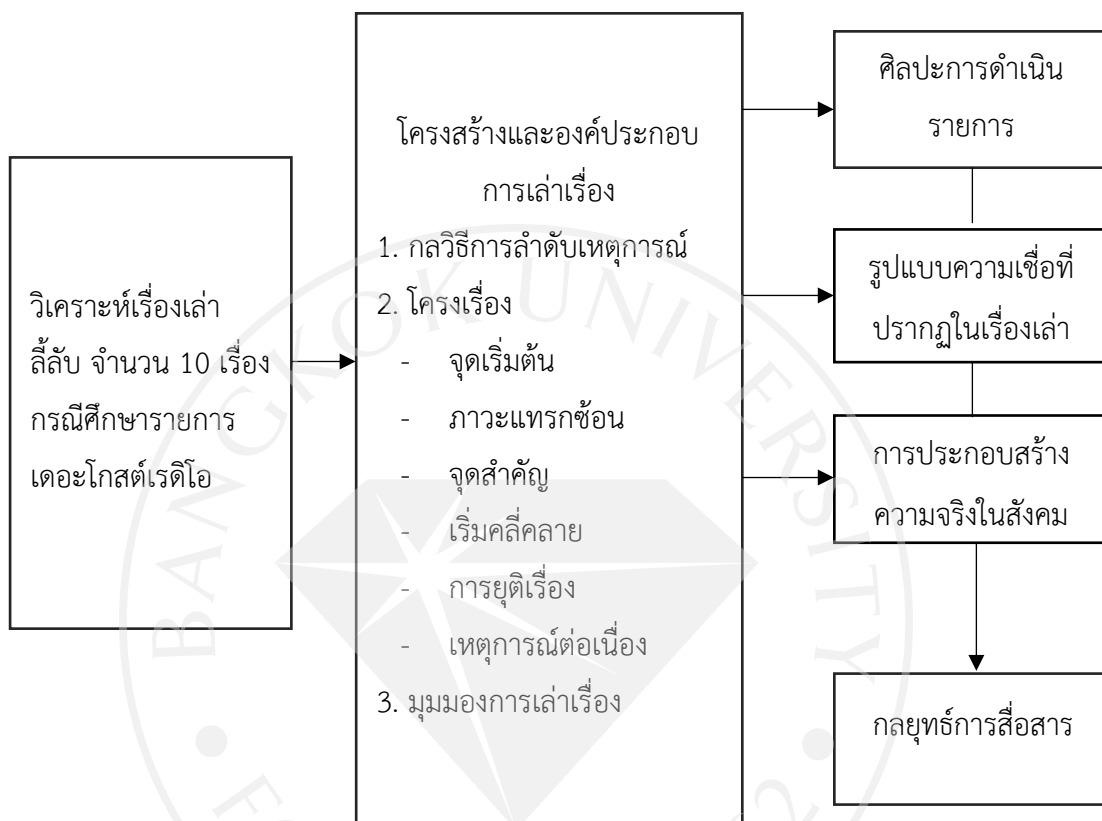 วิเคราะห์เรื่องเล่า
ลี้ลับ จำนวน 10 เรื่อง
กรณีศึกษารายการ
เดอะโกสต์เรดิโอ
โครงสร้างและองค์ประกอบ
การเล่าเรื่อง
1. กลวิธีการลำดับเหตุการณ์
2. โครงเรื่อง
- จุดเริ่มต้น
- ภาวะแทรกซ้อน
- จุดสำคัญ
- เริ่มคลี่คลาย
- การยุติเรื่อง
- เหตุการณ์ต่อเนื่อง
3. มุมมองการเล่าเรื่อง
ศิลปะการดำเนิน
รายการ
รูปแบบความเชื่อที่
ปรากฏในเรื่องเล่า
การประกอบสร้าง
ความจริงในสังคม
กลยุทธ์การสื่อสาร
BANGKOK UNIVERSITY